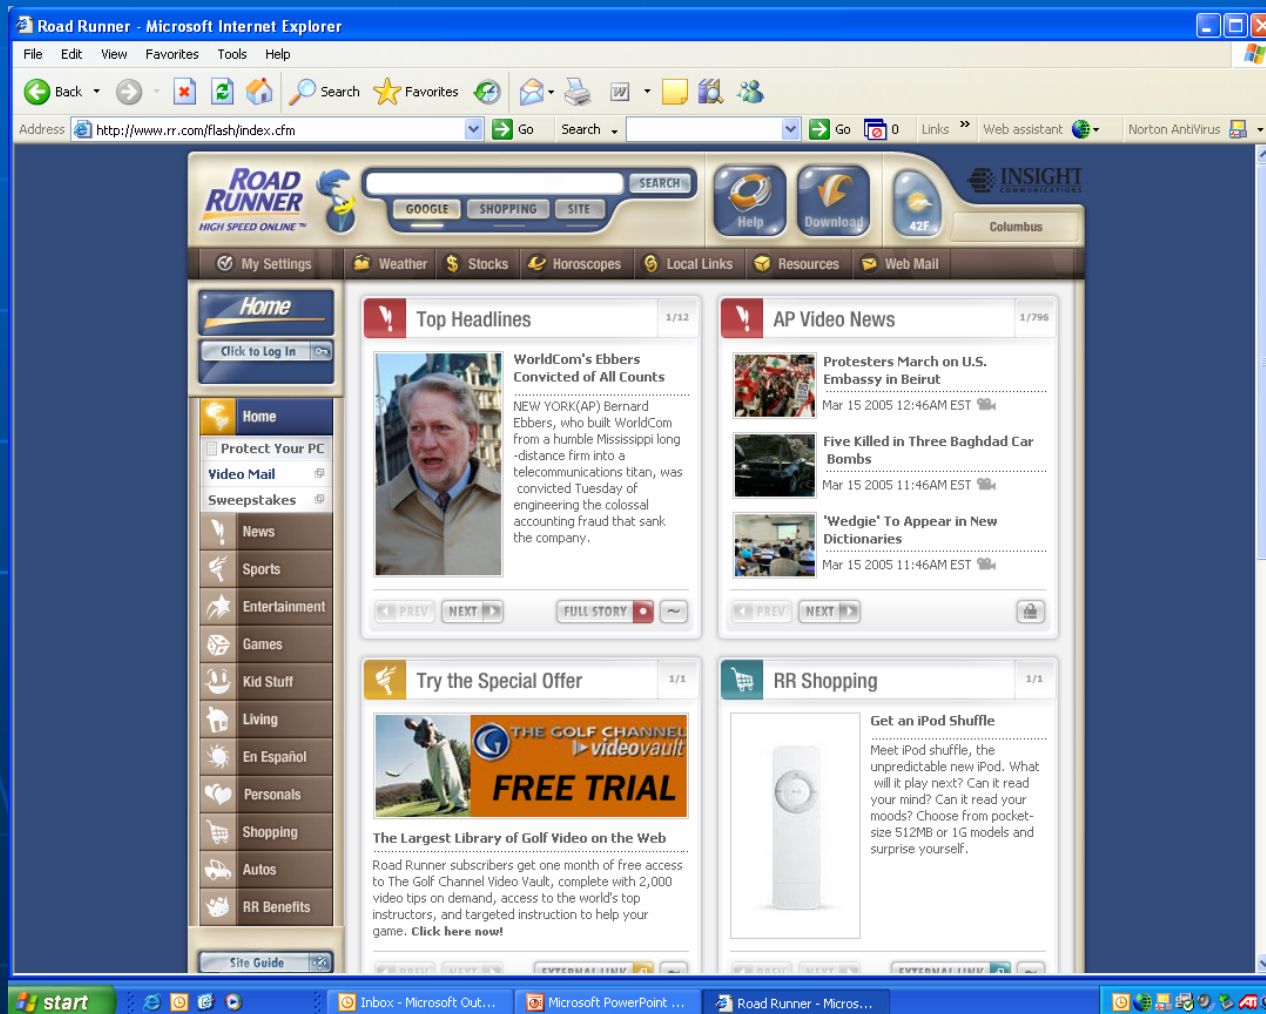 Road Runner - Microsoft Internet Explorer
File Edit View Favorites Tools Help
Back Search Favorites
Address http://www.rr.com/flash/index.cfm Go Search Go 0 Links » Web assistant Norton AntiVirus
ROAD RUNNER
HIGH SPEED ONLINE™
SEARCH
GOOGLE SHOPPING SITE
Help Download 42F
INSIGHT
COMMUNICATIONS
Columbus
My Settings Weather Stocks Horoscopes Local Links Resources Web Mail
Home
Click to Log In
Home
Protect Your PC
Video Mail
Sweepstakes
News
Sports
Entertainment
Games
Kid Stuff
Living
En Español
Personals
Shopping
Autos
RR Benefits
Site Guide
Top Headlines 1/12
WorldCom's Ebbers
Convicted of All Counts
NEW YORK(AP) Bernard
Ebbers, who built WorldCom
from a humble Mississippi long
-distance firm into a
telecommunications titan, was
convicted Tuesday of
engineering the colossal
accounting fraud that sank
the company.
PREV NEXT FULL STORY
AP Video News 1/796
Protesters March on U.S.
Embassy in Beirut
Mar 15 2005 12:46AM EST
Five Killed in Three Baghdad Car
Bombs
Mar 15 2005 11:46AM EST
'Wedgie' To Appear in New
Dictionaries
Mar 15 2005 11:46AM EST
PREV NEXT
Try the Special Offer 1/1
THE GOLF CHANNEL
videovault
FREE TRIAL
The Largest Library of Golf Video on the Web
Road Runner subscribers get one month of free access
to The Golf Channel Video Vault, complete with 2,000
video tips on demand, access to the world's top
instructors, and targeted instruction to help your
game. Click here now!
PREV NEXT EXTERNAL LINK
RR Shopping 1/1
Get an iPod Shuffle
Meet iPod shuffle, the
unpredictable new iPod. What
will it play next? Can it read
your mind? Can it read your
moods? Choose from pocket-
size 512MB or 1G models and
surprise yourself.
PREV NEXT EXTERNAL LINK
start Inbox - Microsoft Out... Microsoft PowerPoint ... Road Runner - Micros... ATI